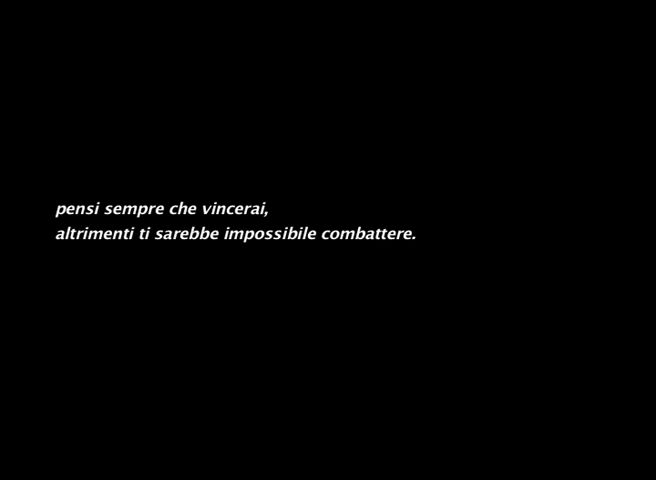 pensi sempre che vincerai,
altrimenti ti sarebbe impossibile combattere.